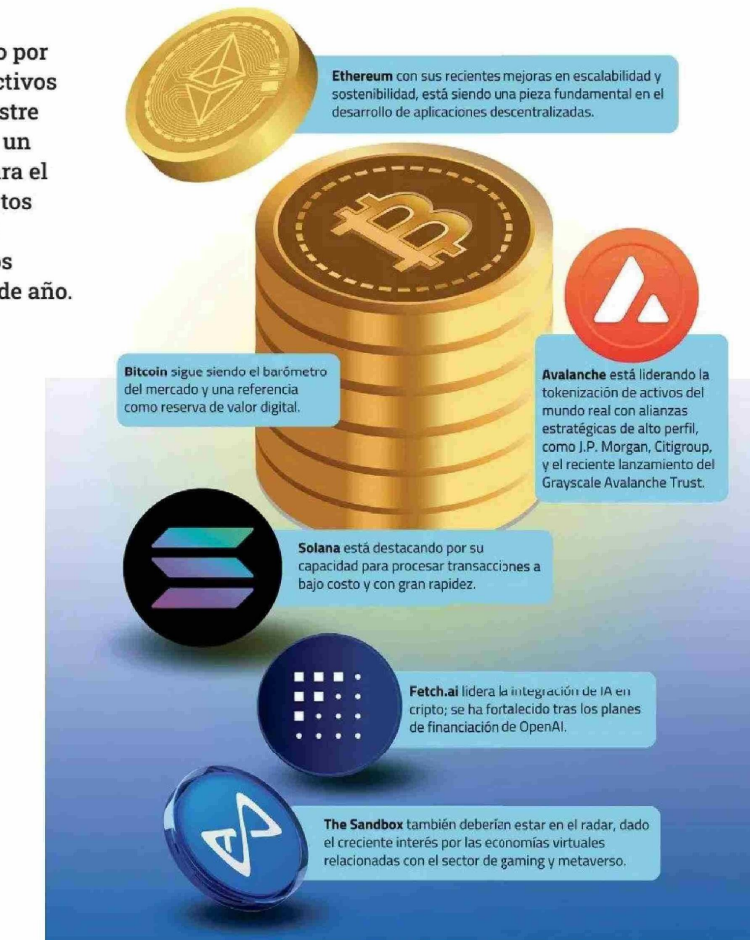 o por
ctivos
stre
un
ra el
tos
s
de año.
Ethereum con sus recientes mejoras en escalabilidad y
sostenibilidad, está siendo una pieza fundamental en el
desarrollo de aplicaciones descentralizadas.
Bitcoin sigue siendo el barómetro
del mercado y una referencia
como reserva de valor digital.
Avalanche está liderando la
tokenización de activos del
mundo real con alianzas
estratégicas de alto perfil,
como J.P. Morgan, Citigroup,
y el reciente lanzamiento del
Grayscale Avalanche Trust.
Solana está destacando por su
capacidad para procesar transacciones a
bajo costo y con gran rapidez.
Fetch.ai lidera la integración de IA en
cripto; se ha fortalecido tras los planes
de financiación de OpenAI.
The Sandbox también deberían estar en el radar, dado
el creciente interés por las economías virtuales
relacionadas con el sector de gaming y metaverso.